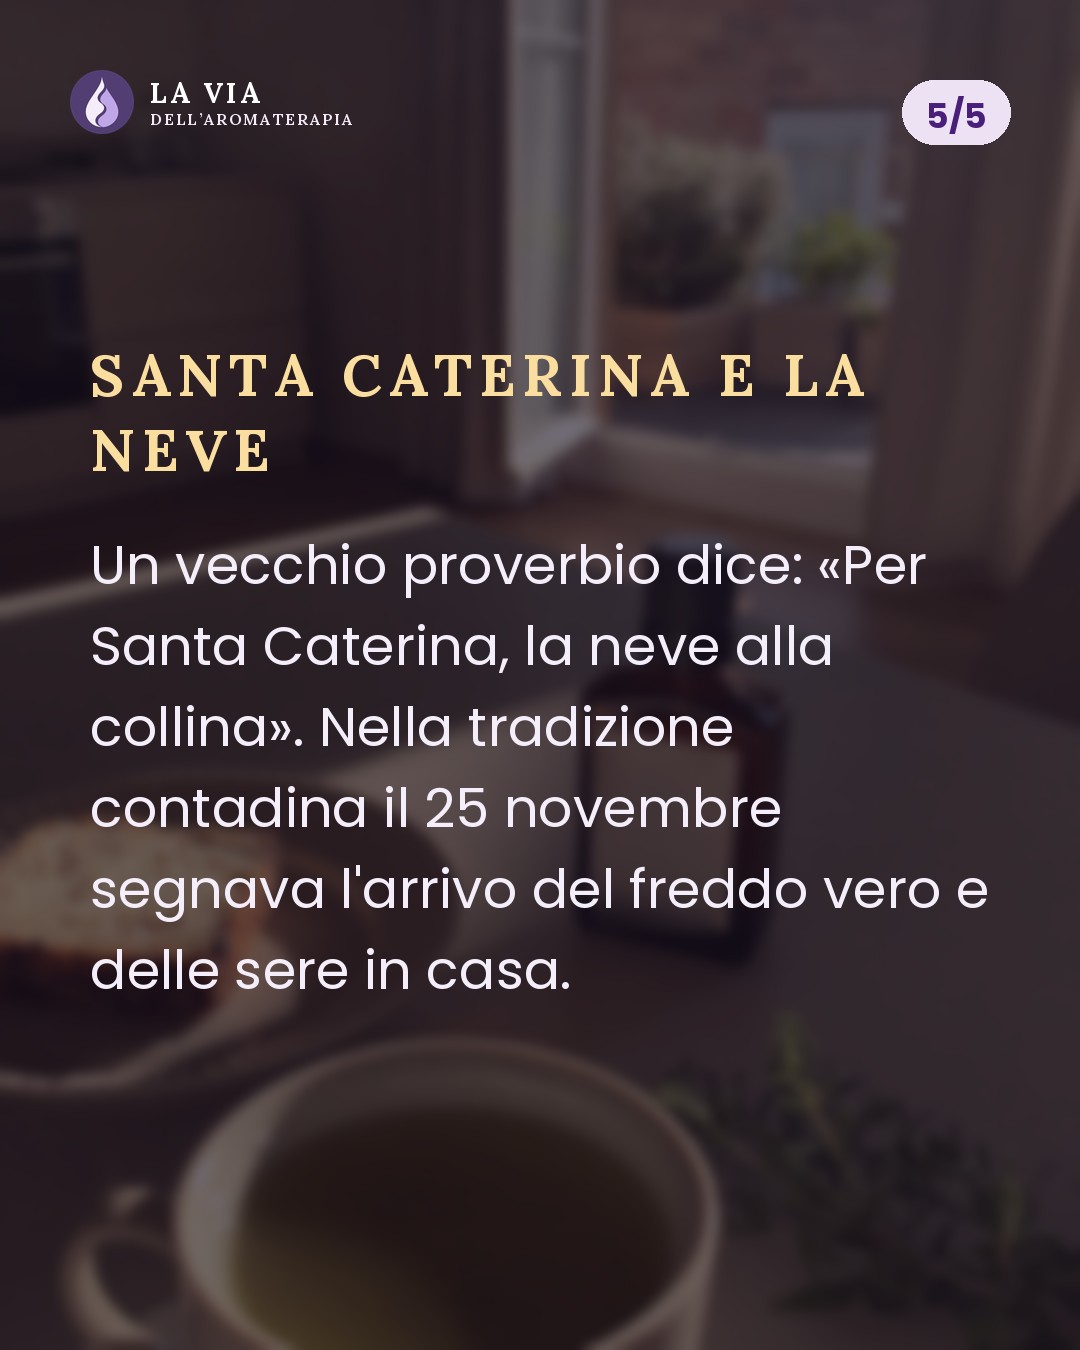 LA VIA
DELL'AROMATERAPIA
5/5
SANTA CATERINA E LA
NEVE
Un vecchio proverbio dice: «Per
Santa Caterina, la neve alla
collina». Nella tradizione
contadina il 25 novembre
segnava l'arrivo del freddo vero e
delle sere in casa.